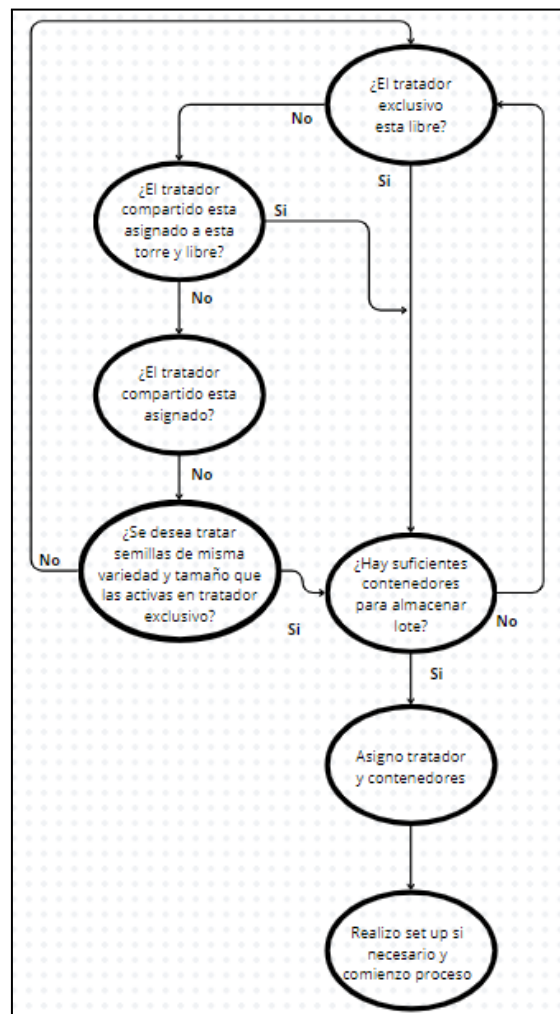 ¿El tratador
exclusivo
esta libre?
No
Si
¿El tratador
compartido esta
asignado a esta
torre y libre?
Si
No
¿El tratador
compartido esta
asignado?
No
¿Se desea tratar
semillas de misma
variedad y tamaño que
las activas en tratador
exclusivo?
No
Si
¿Hay suficientes
contenedores
para almacenar
lote?
No
Si
Asigno tratador
y contenedores
Realizo set up si
necesario y
comienzo proceso